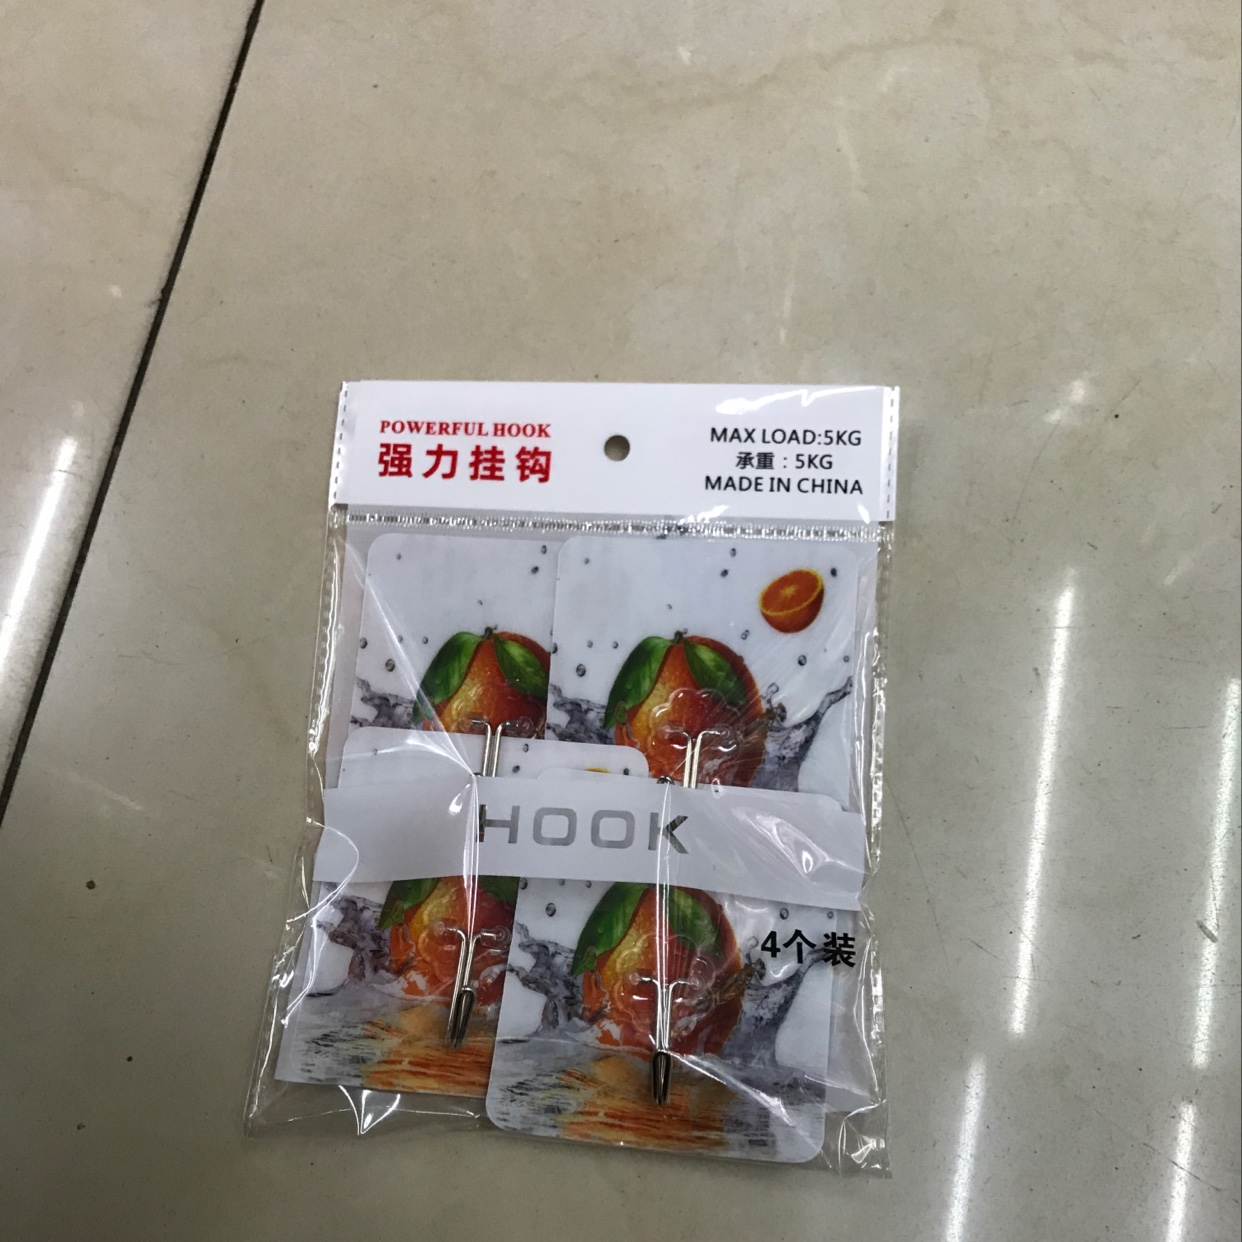 POWERFUL HOOK
强力挂钩
MAX LOAD:5KG
承重：5KG
MADE IN CHINA
HOOK
4个装